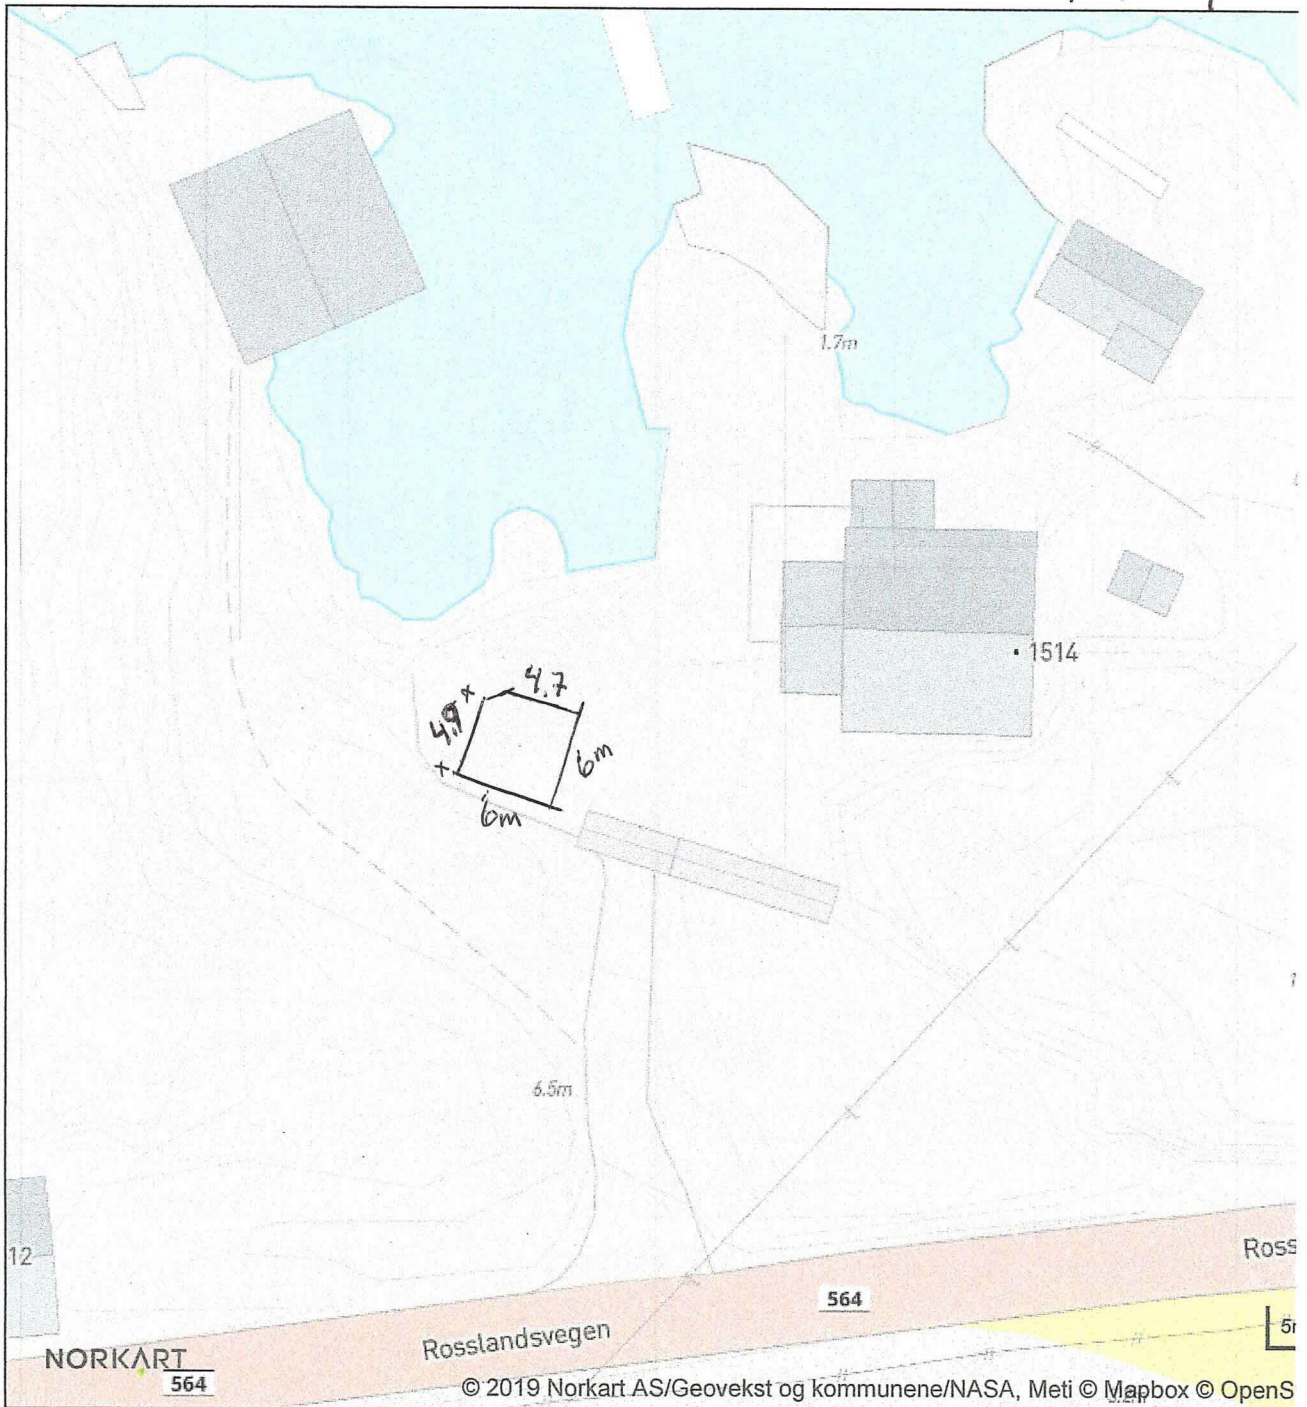 1.7m
1514
4.7
4.9 x
6m
x
6m
6.5m
12
Ross
564
Rosslandsvegen
NORKART
564
© 2019 Norkart AS/Geovekst og kommunene/NASA, Meti © Mapbox © OpenS